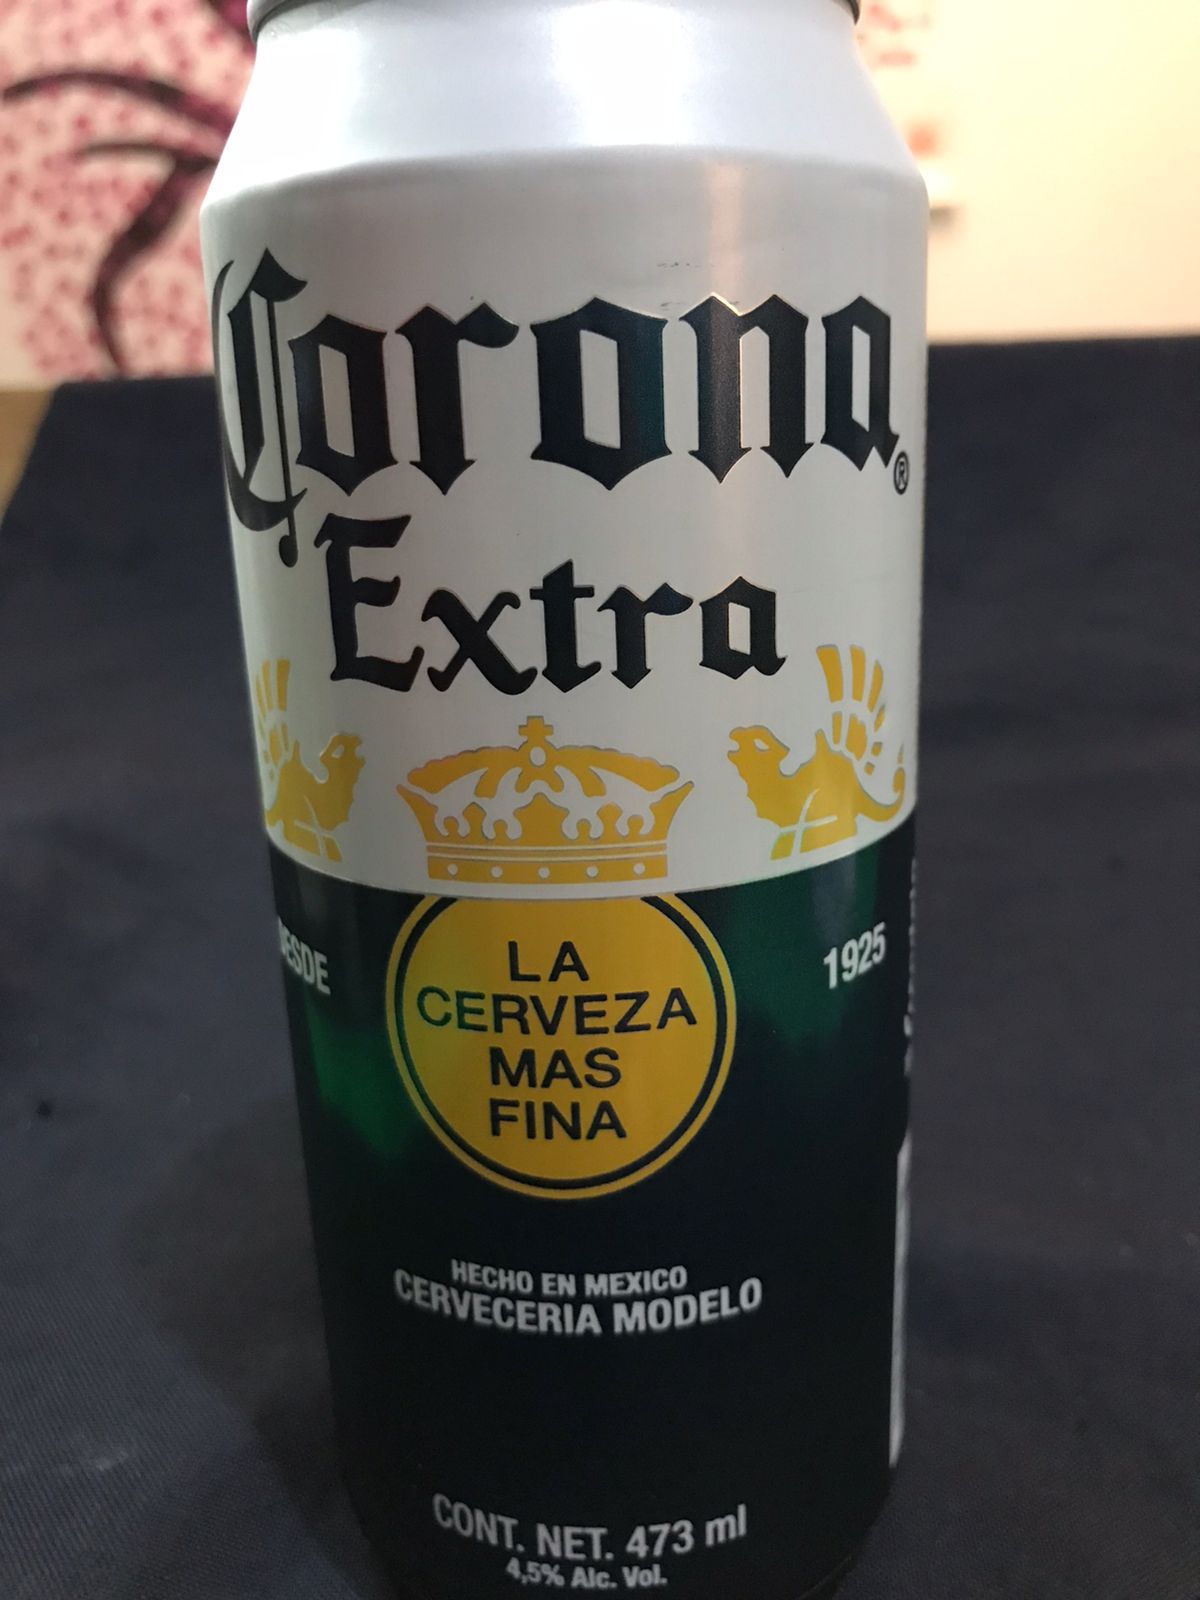 Corona®
Extra
DESDE
1925
LA
CERVEZA
MAS
FINA
HECHO EN MEXICO
CERVECERIA MODELO
CONT. NET. 473 ml
4,5% Alc. Vol.